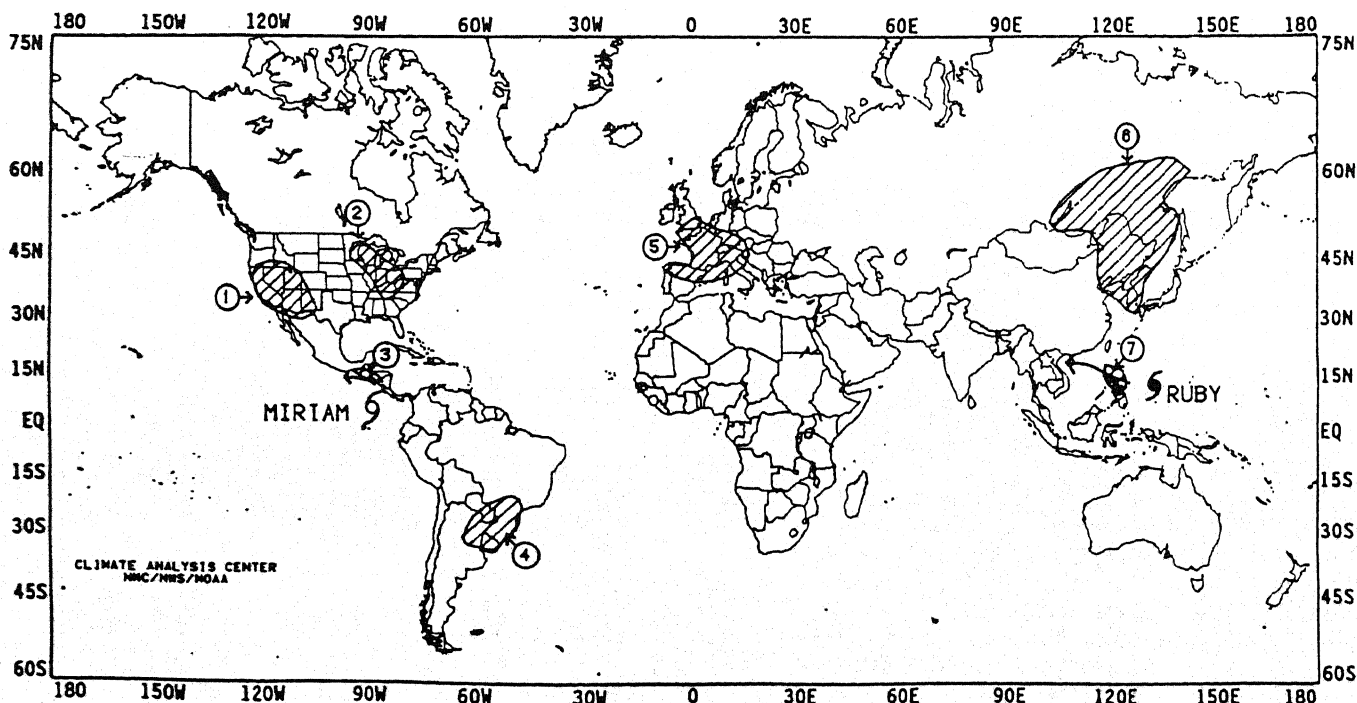 180 150W 120W 90W 60W 30W 0 30E 60E 90E 120E 150E 180
75N 75N
6
60N 60N
2
5
45N 45N
1
30N 30N
3 7
15N 15N
MIRIAM RUBY
EQ EQ
15S 15S
30S 30S
4
CLIMATE ANALYSIS CENTER
NMC/NWS/NOAA
45S 45S
60S 60S
180 150W 120W 90W 60W 30W 0 30E 60E 90E 120E 150E 180